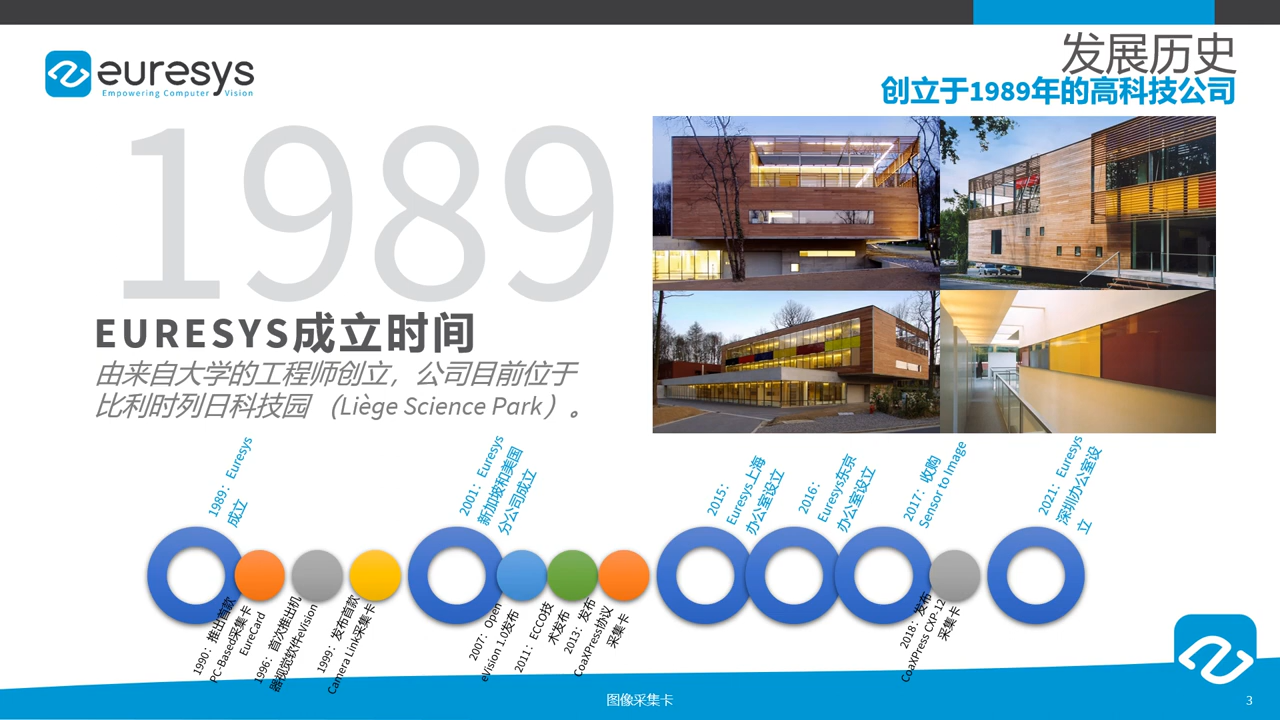 euresys
Empowering Computer Vision
发展历史
创立于1989年的高科技公司
1989
EURESYS成立时间
由来自大学的工程师创立，公司目前位于
比利时列日科技园 （Liège Science Park）。
1989：Euresys
成立
2001：Euresys
新加坡和美国
分公司成立
2015：
Euresys上海
办公室设立
2016：
Euresys东京
办公室设立
2017：收购
Sensor to Image
2021：Euresys
深圳办公室设
立
1990：推出首款
PC-Based采集卡
EureCard
1996：首次推出机
器视觉软件eVision
1999：发布首款
Camera Link采集卡
2007：Open
eVision 1.0发布
2011：ECCO技
术发布
2013：发布
CoaXPress协议
采集卡
2018：发布
CoaXPress CXP-12
采集卡
图像采集卡
3